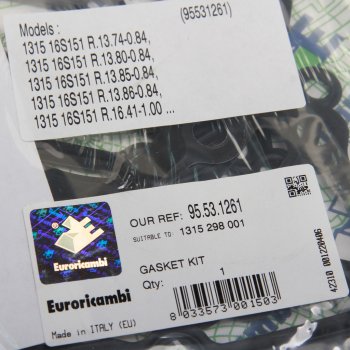 Models : (95531261)
1315 16S151 R.13.74-0.84,
1315 16S151 R.13.80-0.84,
1315 16S151 R.13.85-0.84,
1315 16S151 R.13.86-0.84,
1315 16S151 R.16.41-1.00 ...
OUR REF: 95.53.1261
SUITABLE TO: 1315 298 001
Euroricambi
GASKET KIT
Qty: 1
Euroricambi
8 033573 001503
Made in ITALY (EU)